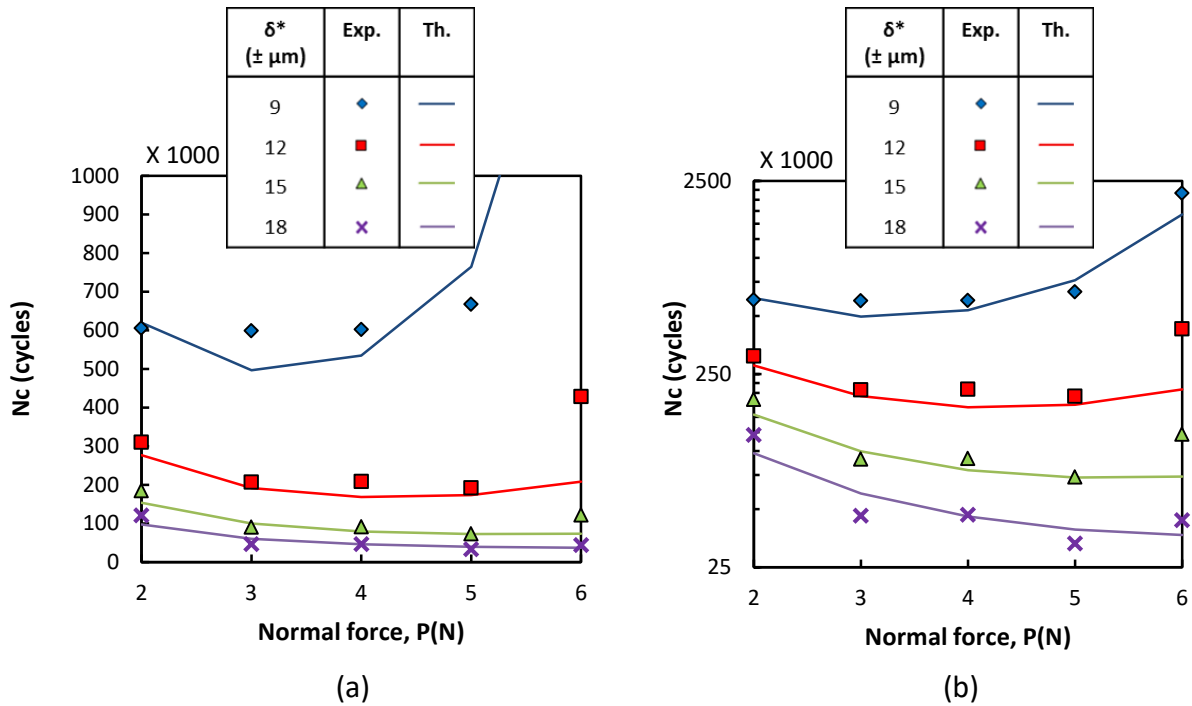 δ* Exp. Th.
(± µm)
9
12
15
18
X 1000
1000
900
800
700
600
500
400
300
200
100
0
2 3 4 5 6
Nc (cycles)
Normal force, P(N)
(a)
δ* Exp. Th.
(± µm)
9
12
15
18
X 1000
2500
250
25
2 3 4 5 6
Nc (cycles)
Normal force, P(N)
(b)